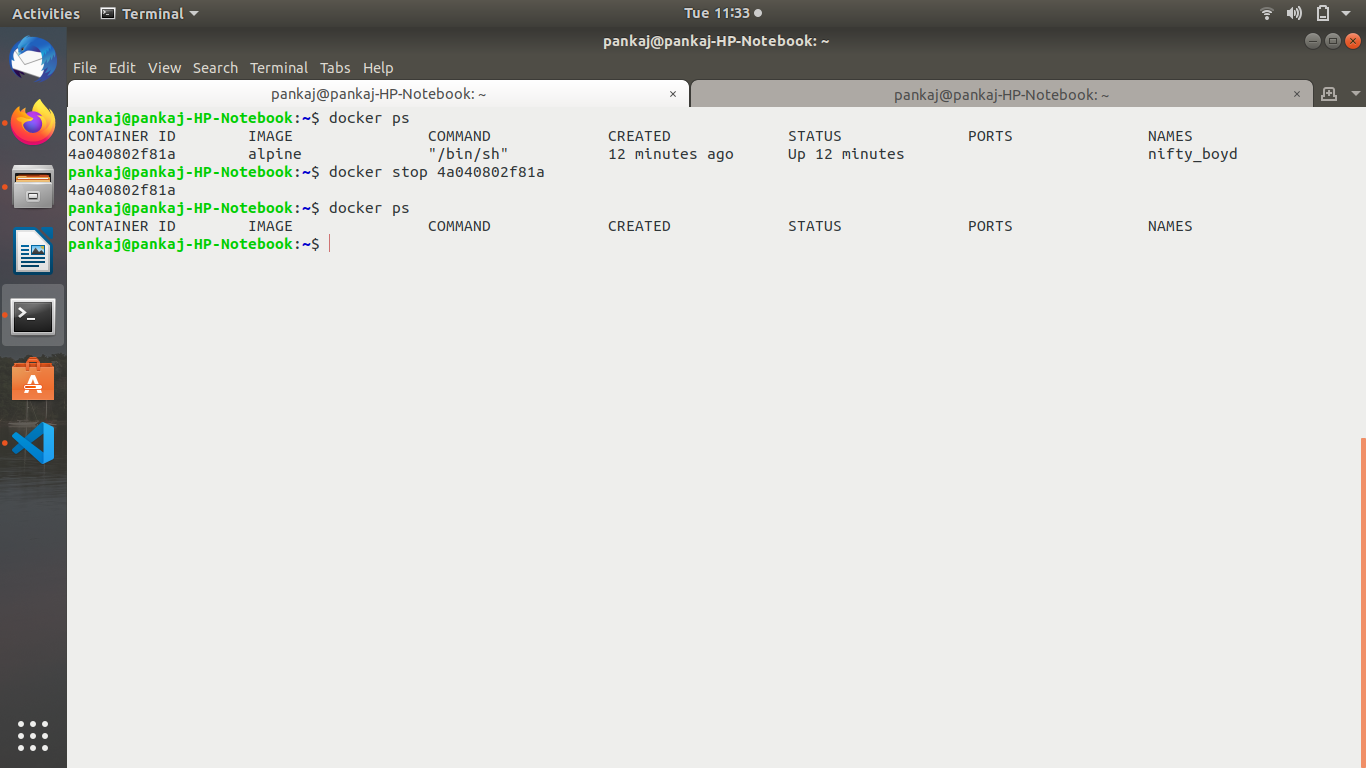 Activities Terminal Tue 11:33
pankaj@pankaj-HP-Notebook: ~
File Edit View Search Terminal Tabs Help
pankaj@pankaj-HP-Notebook: ~ × pankaj@pankaj-HP-Notebook: ~ ×
pankaj@pankaj-HP-Notebook:~$ docker ps
CONTAINER ID        IMAGE               COMMAND             CREATED             STATUS              PORTS               NAMES
4a040802f81a        alpine              "/bin/sh"           12 minutes ago      Up 12 minutes                           nifty_boyd
pankaj@pankaj-HP-Notebook:~$ docker stop 4a040802f81a
4a040802f81a
pankaj@pankaj-HP-Notebook:~$ docker ps
CONTAINER ID        IMAGE               COMMAND             CREATED             STATUS              PORTS               NAMES
pankaj@pankaj-HP-Notebook:~$